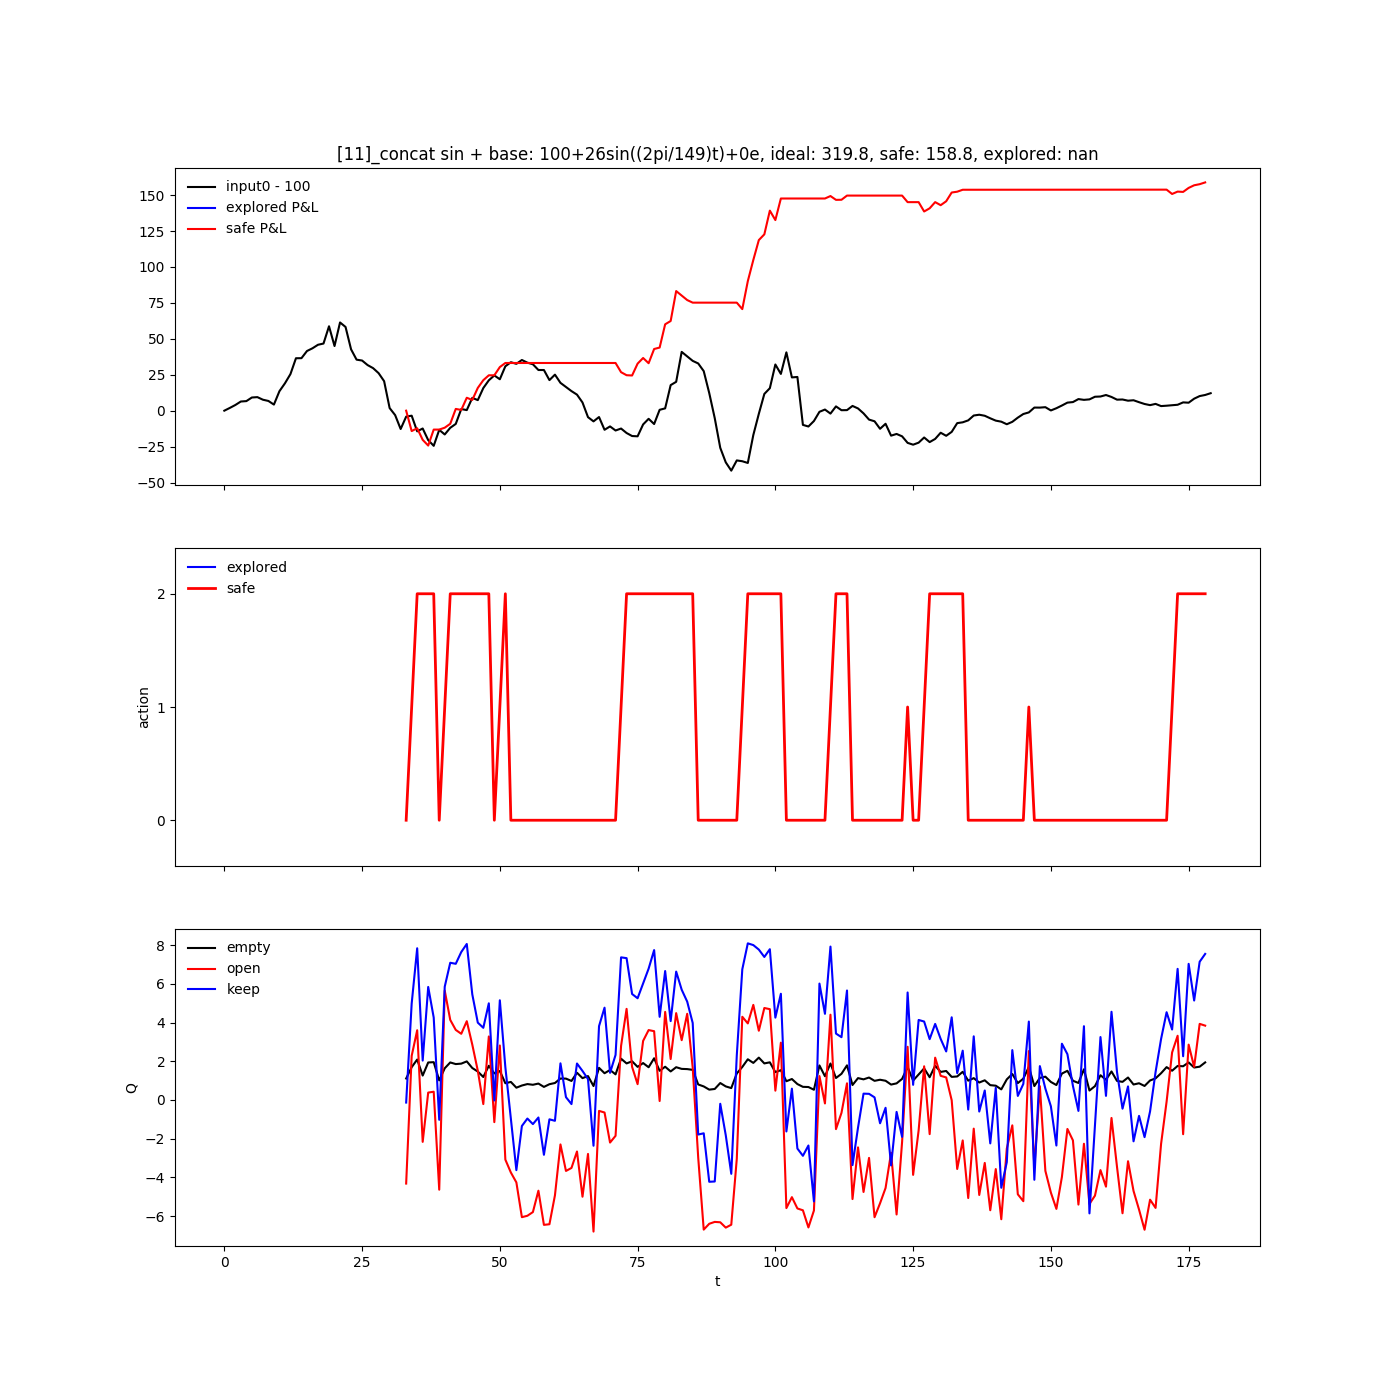 [11]_concat sin + base: 100+26sin((2pi/149)t)+0e, ideal: 319.8, safe: 158.8, explored: nan
input0 - 100
explored P&L
safe P&L
150
125
100
75
50
25
0
−25
−50
explored
safe
2
1
0
action
empty
open
keep
8
6
4
2
0
−2
−4
−6
Q
0 25 50 75 100 125 150 175
t